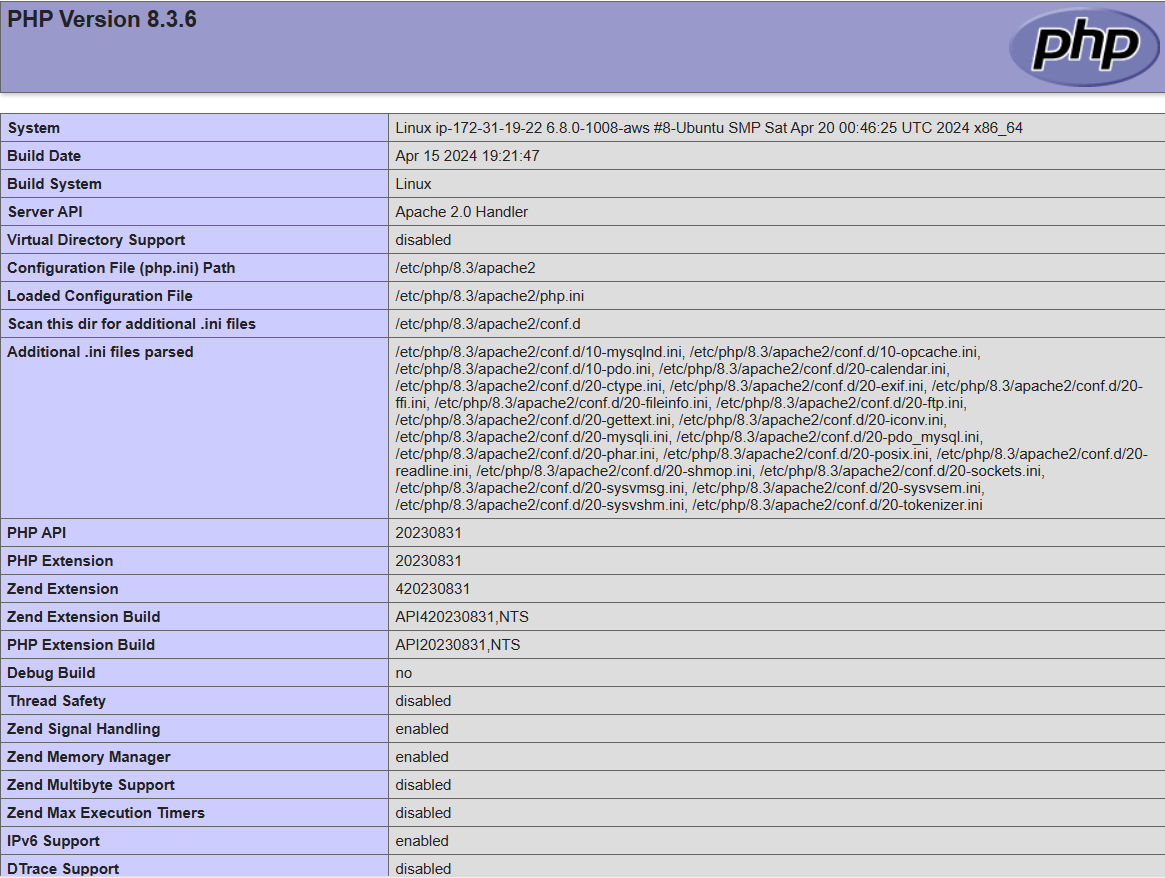 PHP Version 8.3.6
php
System Linux ip-172-31-19-22 6.8.0-1008-aws #8-Ubuntu SMP Sat Apr 20 00:46:25 UTC 2024 x86_64
Build Date Apr 15 2024 19:21:47
Build System Linux
Server API Apache 2.0 Handler
Virtual Directory Support disabled
Configuration File (php.ini) Path /etc/php/8.3/apache2
Loaded Configuration File /etc/php/8.3/apache2/php.ini
Scan this dir for additional .ini files /etc/php/8.3/apache2/conf.d
Additional .ini files parsed /etc/php/8.3/apache2/conf.d/10-mysqlnd.ini, /etc/php/8.3/apache2/conf.d/10-opcache.ini,
/etc/php/8.3/apache2/conf.d/10-pdo.ini, /etc/php/8.3/apache2/conf.d/20-calendar.ini,
/etc/php/8.3/apache2/conf.d/20-ctype.ini, /etc/php/8.3/apache2/conf.d/20-exif.ini, /etc/php/8.3/apache2/conf.d/20-
ffi.ini, /etc/php/8.3/apache2/conf.d/20-fileinfo.ini, /etc/php/8.3/apache2/conf.d/20-ftp.ini,
/etc/php/8.3/apache2/conf.d/20-gettext.ini, /etc/php/8.3/apache2/conf.d/20-iconv.ini,
/etc/php/8.3/apache2/conf.d/20-mysqli.ini, /etc/php/8.3/apache2/conf.d/20-pdo_mysql.ini,
/etc/php/8.3/apache2/conf.d/20-phar.ini, /etc/php/8.3/apache2/conf.d/20-posix.ini, /etc/php/8.3/apache2/conf.d/20-
readline.ini, /etc/php/8.3/apache2/conf.d/20-shmop.ini, /etc/php/8.3/apache2/conf.d/20-sockets.ini,
/etc/php/8.3/apache2/conf.d/20-sysvmsg.ini, /etc/php/8.3/apache2/conf.d/20-sysvsem.ini,
/etc/php/8.3/apache2/conf.d/20-sysvshm.ini, /etc/php/8.3/apache2/conf.d/20-tokenizer.ini
PHP API 20230831
PHP Extension 20230831
Zend Extension 420230831
Zend Extension Build API420230831,NTS
PHP Extension Build API20230831,NTS
Debug Build no
Thread Safety disabled
Zend Signal Handling enabled
Zend Memory Manager enabled
Zend Multibyte Support disabled
Zend Max Execution Timers disabled
IPv6 Support enabled
DTrace Support disabled